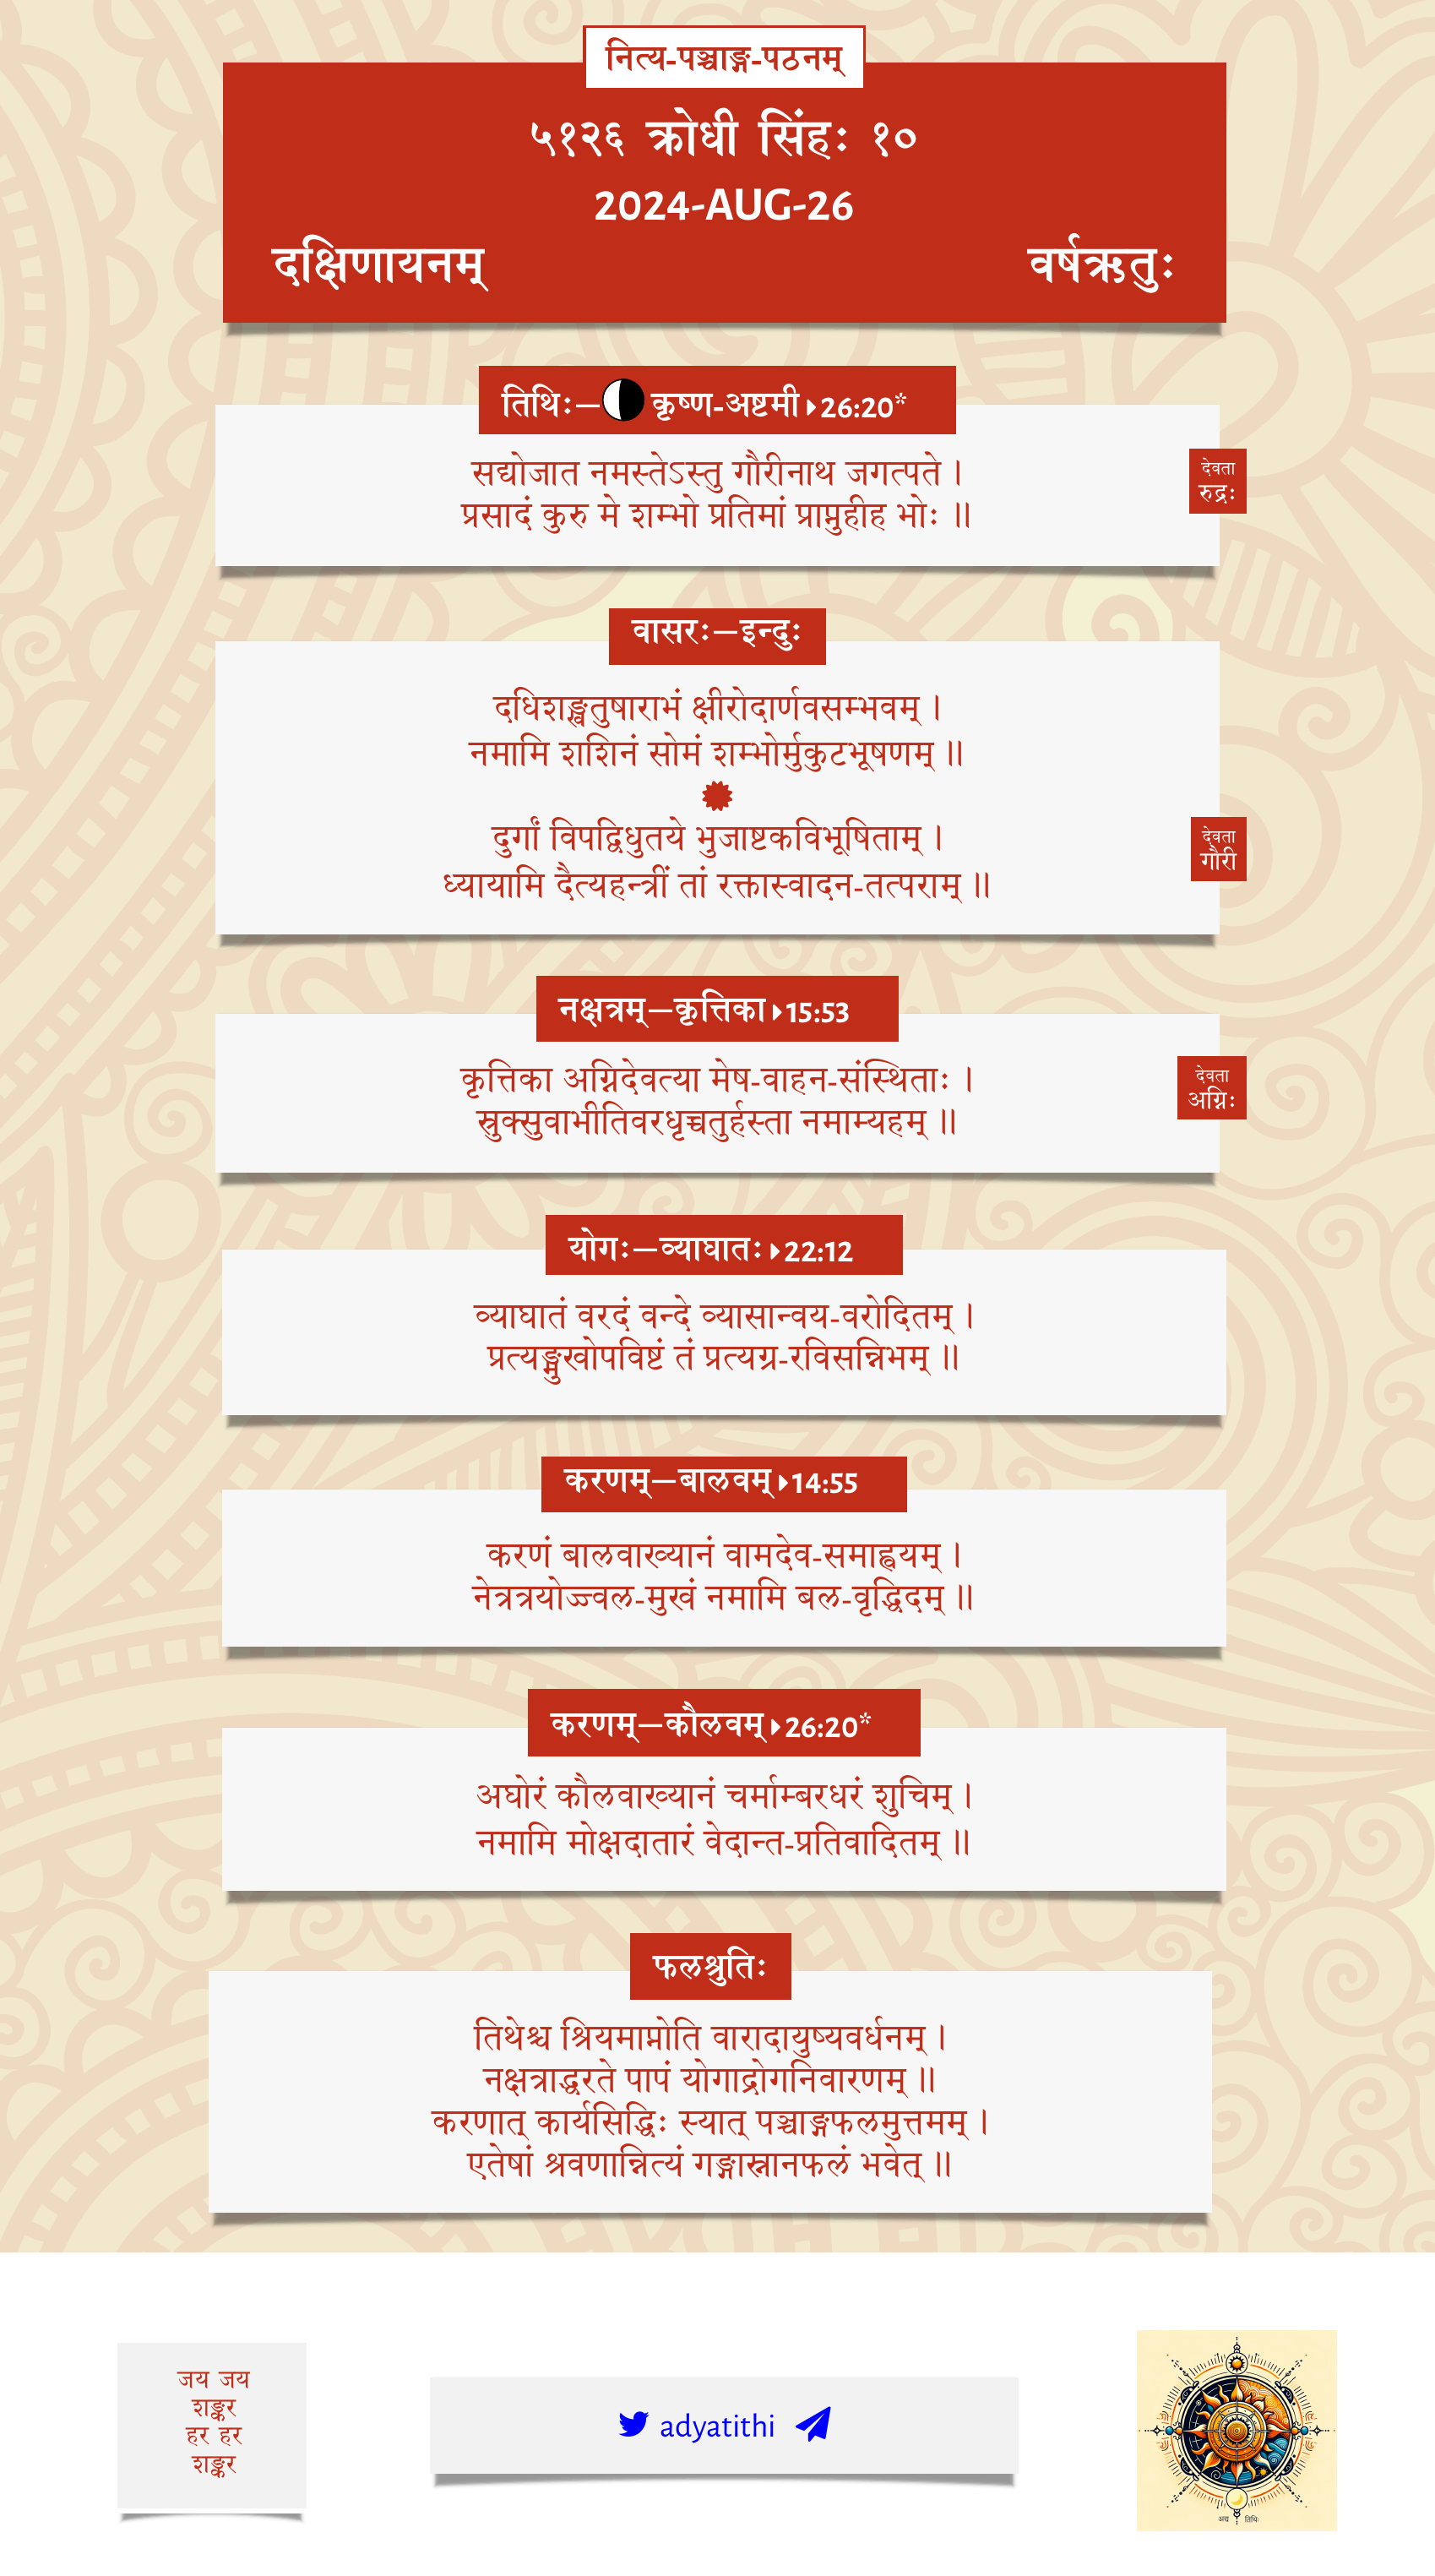 नित्य-पञ्चाङ्ग-पठनम्
५१२६ क्रोधी सिंहः १०
2024-AUG-26
दक्षिणायनम् वर्षऋतुः
तिथिः—कृष्ण-अष्टमी 26:20*
सद्योजात नमस्तेऽस्तु गौरीनाथ जगत्पते ।
प्रसादं कुरु मे शम्भो प्रतिमां प्राप्नुहीह भोः ॥
देवता
रुद्रः
वासरः—इन्दुः
दधिशङ्खतुषाराभं क्षीरोदार्णवसम्भवम् ।
नमामि शशिनं सोमं शम्भोर्मुकुटभूषणम् ॥
दुर्गां विपद्विधुतये भुजाष्टकविभूषिताम् ।
ध्यायामि दैत्यहन्त्रीं तां रक्तास्वादन-तत्पराम् ॥
देवता
गौरी
नक्षत्रम्—कृत्तिका 15:53
कृत्तिका अग्निदेवत्या मेष-वाहन-संस्थिताः ।
स्रुक्स्रुवाभीतिवरधृच्चतुर्हस्ता नमाम्यहम् ॥
देवता
अग्निः
योगः—व्याघातः 22:12
व्याघातं वरदं वन्दे व्यासान्वय-वरोदितम् ।
प्रत्यङ्मुखोपविष्टं तं प्रत्यग्र-रविसन्निभम् ॥
करणम्—बालवम् 14:55
करणं बालवाख्यानं वामदेव-समाह्वयम् ।
नेत्रत्रयोज्ज्वल-मुखं नमामि बल-वृद्धिदम् ॥
करणम्—कौलवम् 26:20*
अघोरं कौलवाख्यानं चर्माम्बरधरं शुचिम् ।
नमामि मोक्षदातारं वेदान्त-प्रतिवादितम् ॥
फलश्रुतिः
तिथेश्च श्रियमाप्नोति वारादायुष्यवर्धनम् ।
नक्षत्राद्धरते पापं योगाद्रोगनिवारणम् ॥
करणात् कार्यसिद्धिः स्यात् पञ्चाङ्गफलमुत्तमम् ।
एतेषां श्रवणान्नित्यं गङ्गास्नानफलं भवेत् ॥
जय जय
शङ्कर
हर हर
शङ्कर
adyatithi
अद्य तिथिः